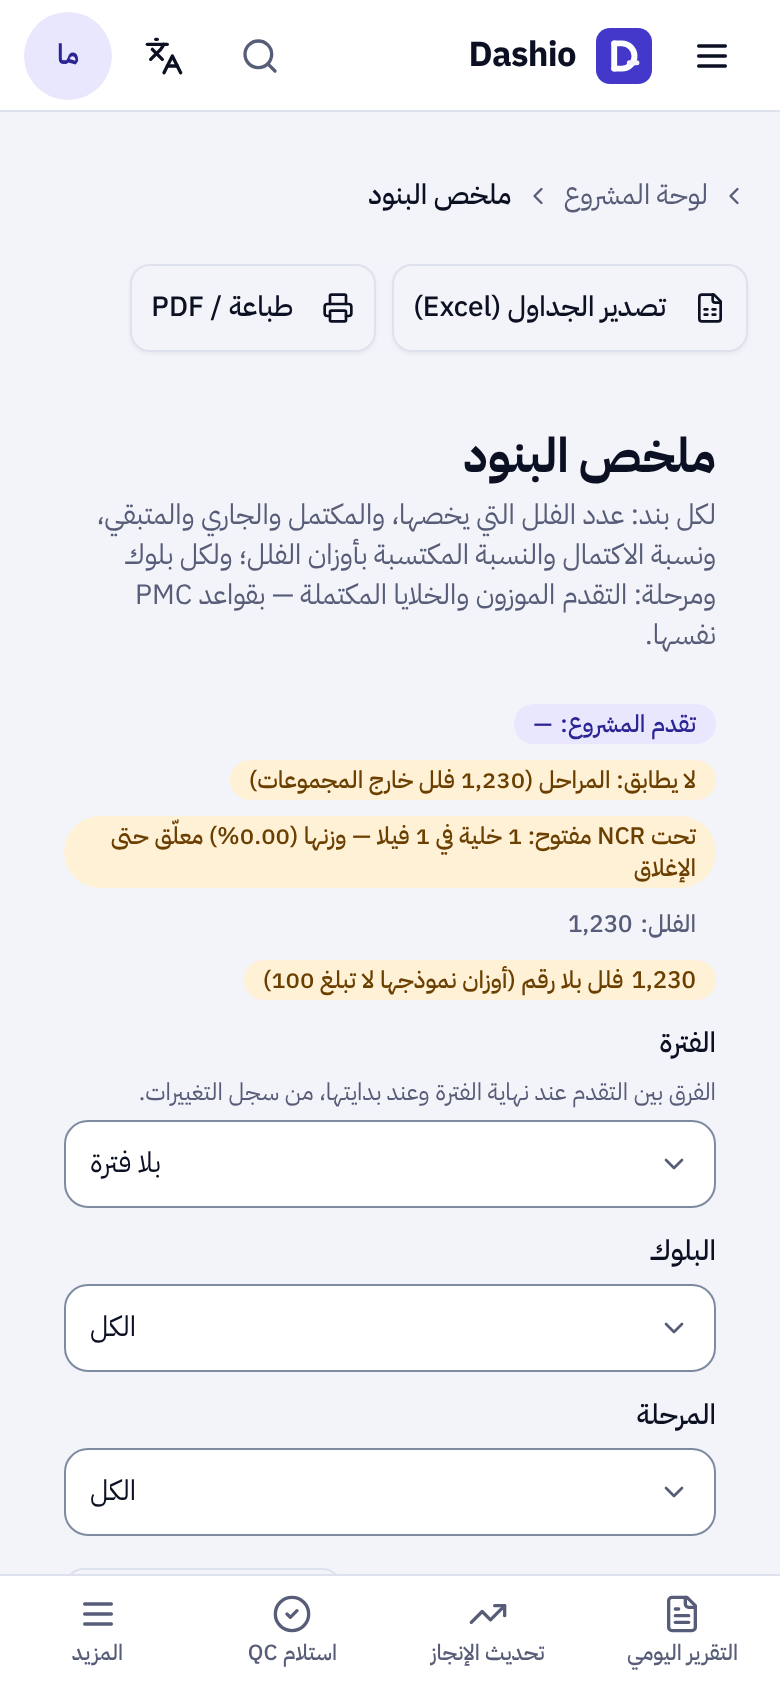 Dashio
ما
لوحة المشروع
ملخص البنود
تصدير الجداول (Excel)
طباعة / PDF
ملخص البنود
لكل بند: عدد الفلل التي يخصها، والمكتمل والجاري والمتبقي،
ونسبة الاكتمال والنسبة المكتسبة بأوزان الفلل؛ ولكل بلوك
ومرحلة: التقدم الموزون والخلايا المكتملة — بقواعد PMC
نفسها.
تقدم المشروع: —
لا يطابق: المراحل (1,230 فلل خارج المجموعات)
تحت NCR مفتوح: 1 خلية في 1 فيلا — وزنها (0.00%) معلّق حتى
الإغلاق
الفلل: 1,230
1,230 فلل بلا رقم (أوزان نموذجها لا تبلغ 100)
الفترة
الفرق بين التقدم عند نهاية الفترة وعند بدايتها، من سجل التغييرات.
بلا فترة
البلوك
الكل
المرحلة
الكل
التقرير اليومي
تحديث الإنجاز
استلام QC
المزيد